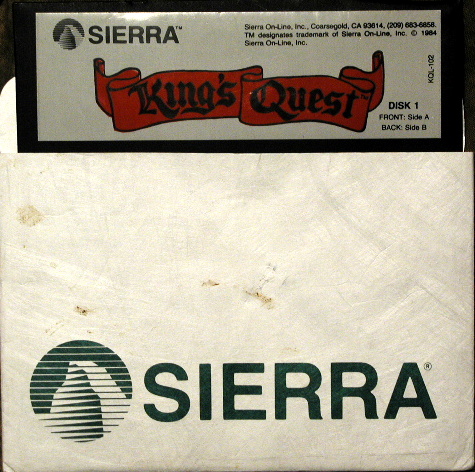 SIERRA™
Sierra On-Line, Inc., Coarsegold, CA 93614, (209) 683-6858.
TM designates trademark of Sierra On-Line, Inc. © 1984
Sierra On-Line, Inc.
King's Quest™
DISK 1
FRONT: Side A
BACK: Side B
KQL-102
SIERRA®